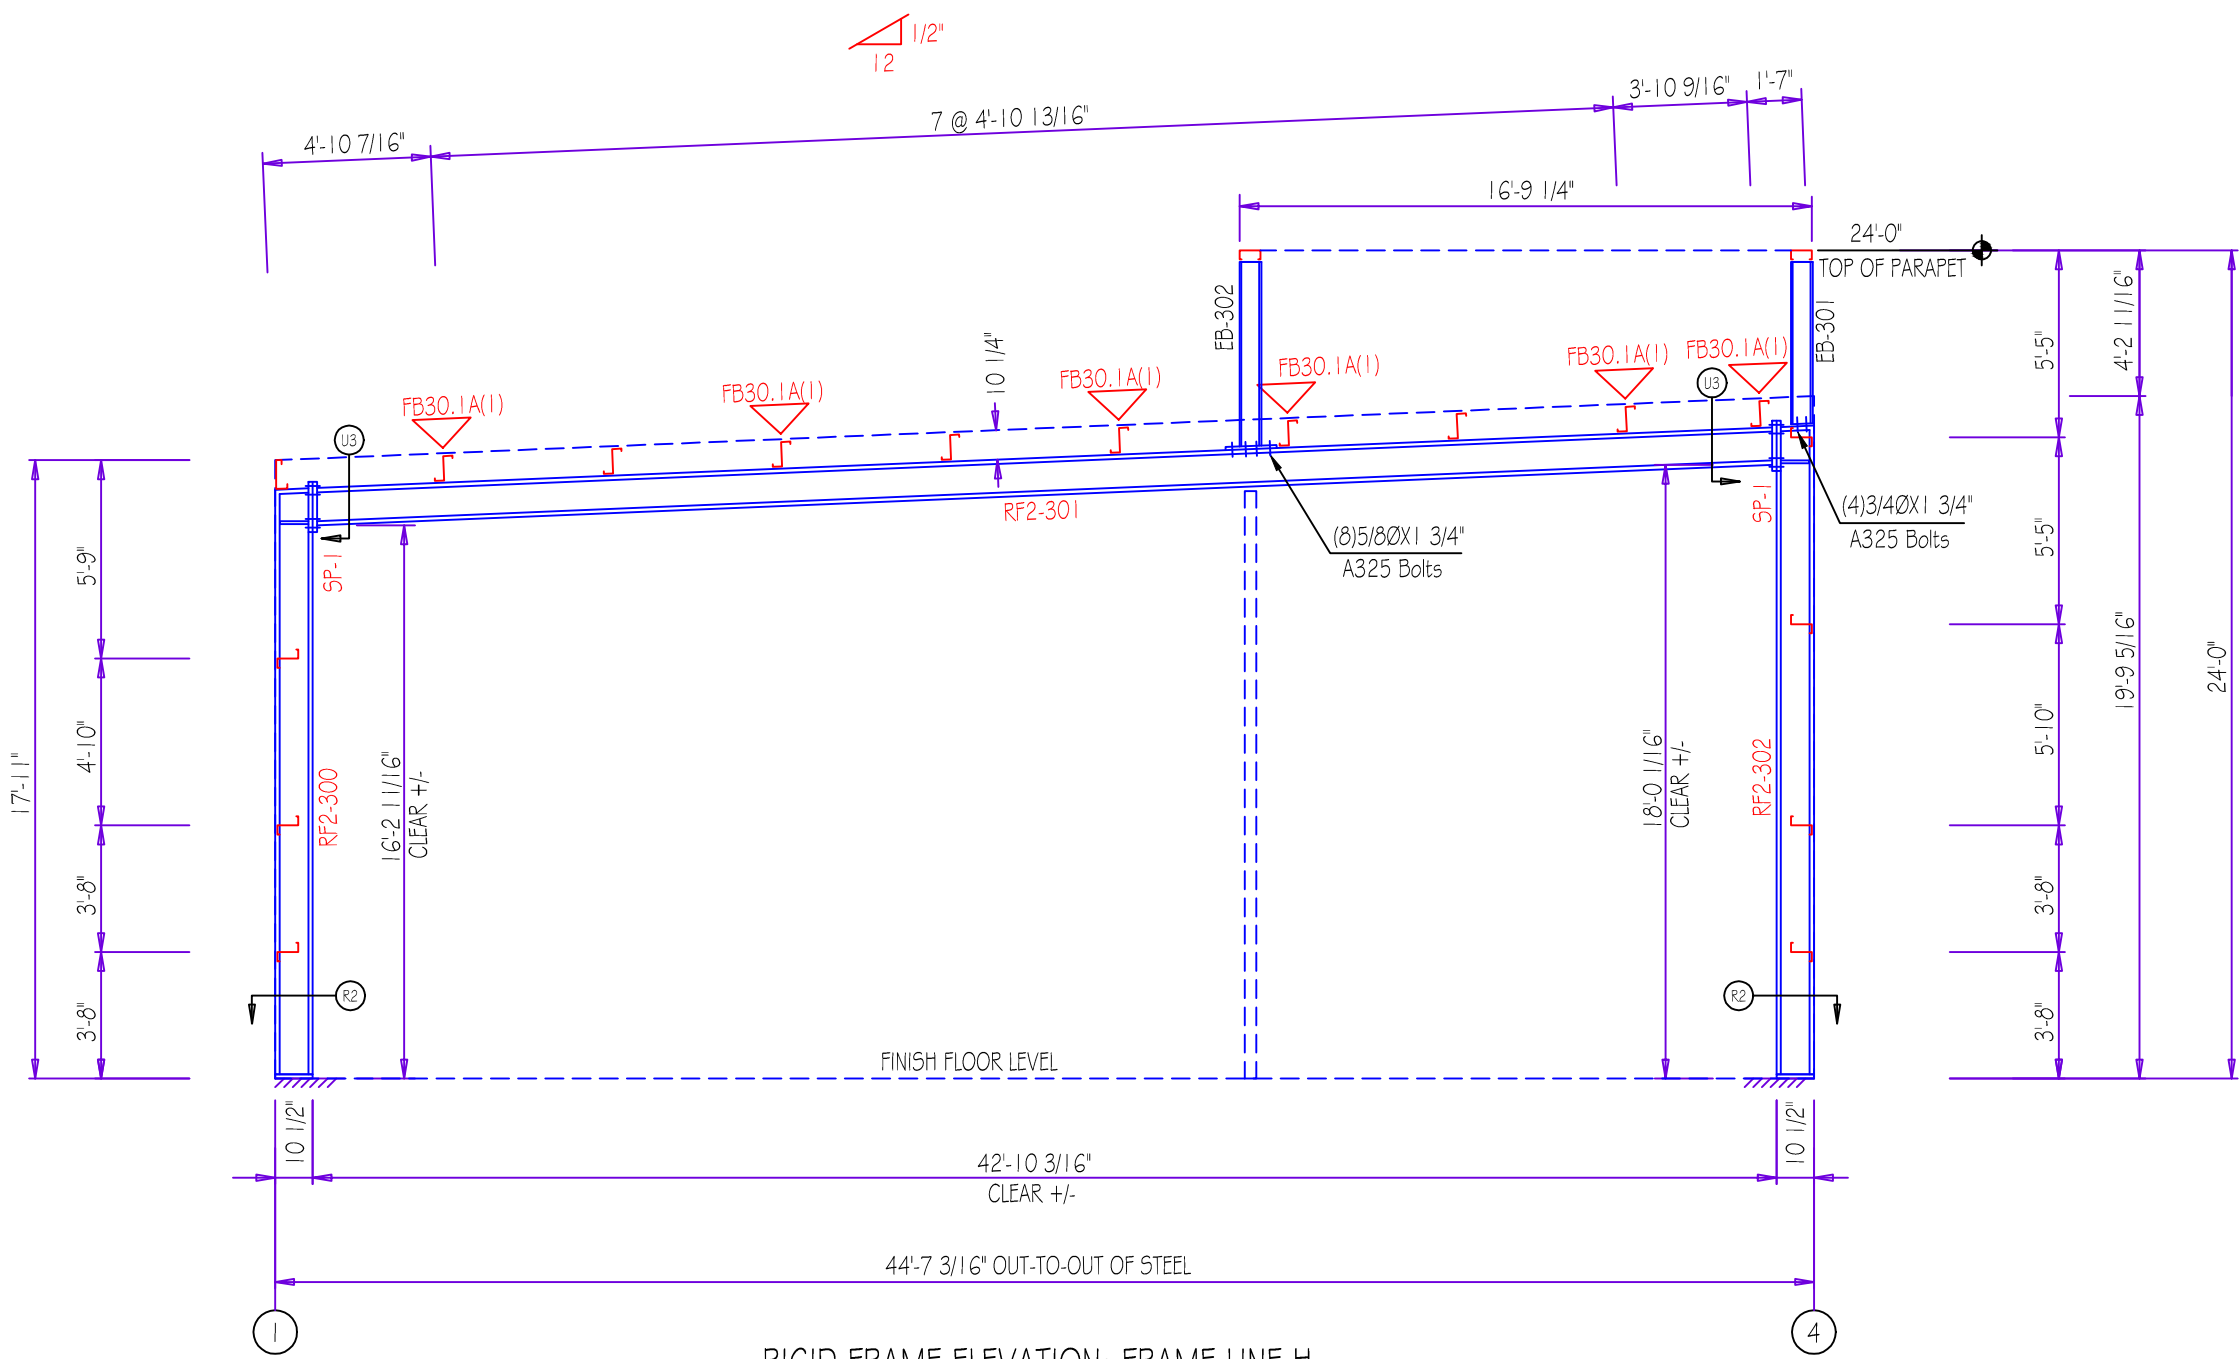 1/2"
12
4'-10 7/16"
7 @ 4'-10 13/16"
3'-10 9/16"
1'-7"
16'-9 1/4"
24'-0"
TOP OF PARAPET
EB-302
EB-301
10 1/4"
FB30.1A(1)
FB30.1A(1)
FB30.1A(1)
FB30.1A(1)
FB30.1A(1)
FB30.1A(1)
U3
U3
RF2-301
SP-1
SP-1
(8)5/8ØX1 3/4"
A325 Bolts
(4)3/4ØX1 3/4"
A325 Bolts
17'-11"
5'-9"
4'-10"
3'-8"
3'-8"
RF2-300
16'-2 11/16"
CLEAR +/-
18'-0 1/16"
CLEAR +/-
RF2-302
5'-5"
5'-5"
5'-10"
3'-8"
3'-8"
4'-2 11/16"
19'-9 5/16"
24'-0"
R2
R2
FINISH FLOOR LEVEL
10 1/2"
10 1/2"
42'-10 3/16"
CLEAR +/-
44'-7 3/16" OUT-TO-OUT OF STEEL
1
4
RIGID FRAME ELEVATION: FRAME LINE H